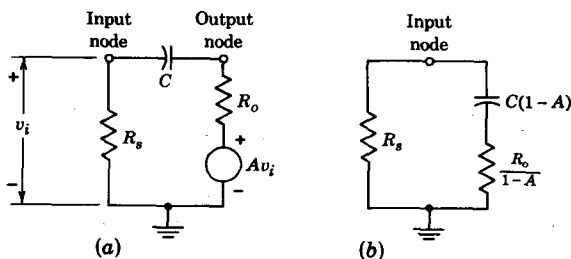 Input node
Output node
C
+
v_i
−
R_s
R_o
+
Av_i
−
(a)
Input node
C(1 − A)
R_s
R_o / 1 − A
(b)